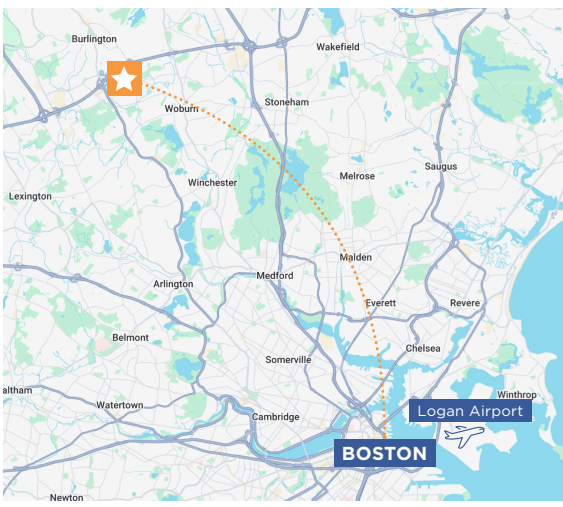 Burlington
Wakefield
Woburn
Stoneham
Saugus
Melrose
Winchester
Lexington
Malden
Medford
Arlington
Everett
Revere
Belmont
Chelsea
Somerville
altham
Winthrop
Watertown
Logan Airport
Cambridge
BOSTON
Newton